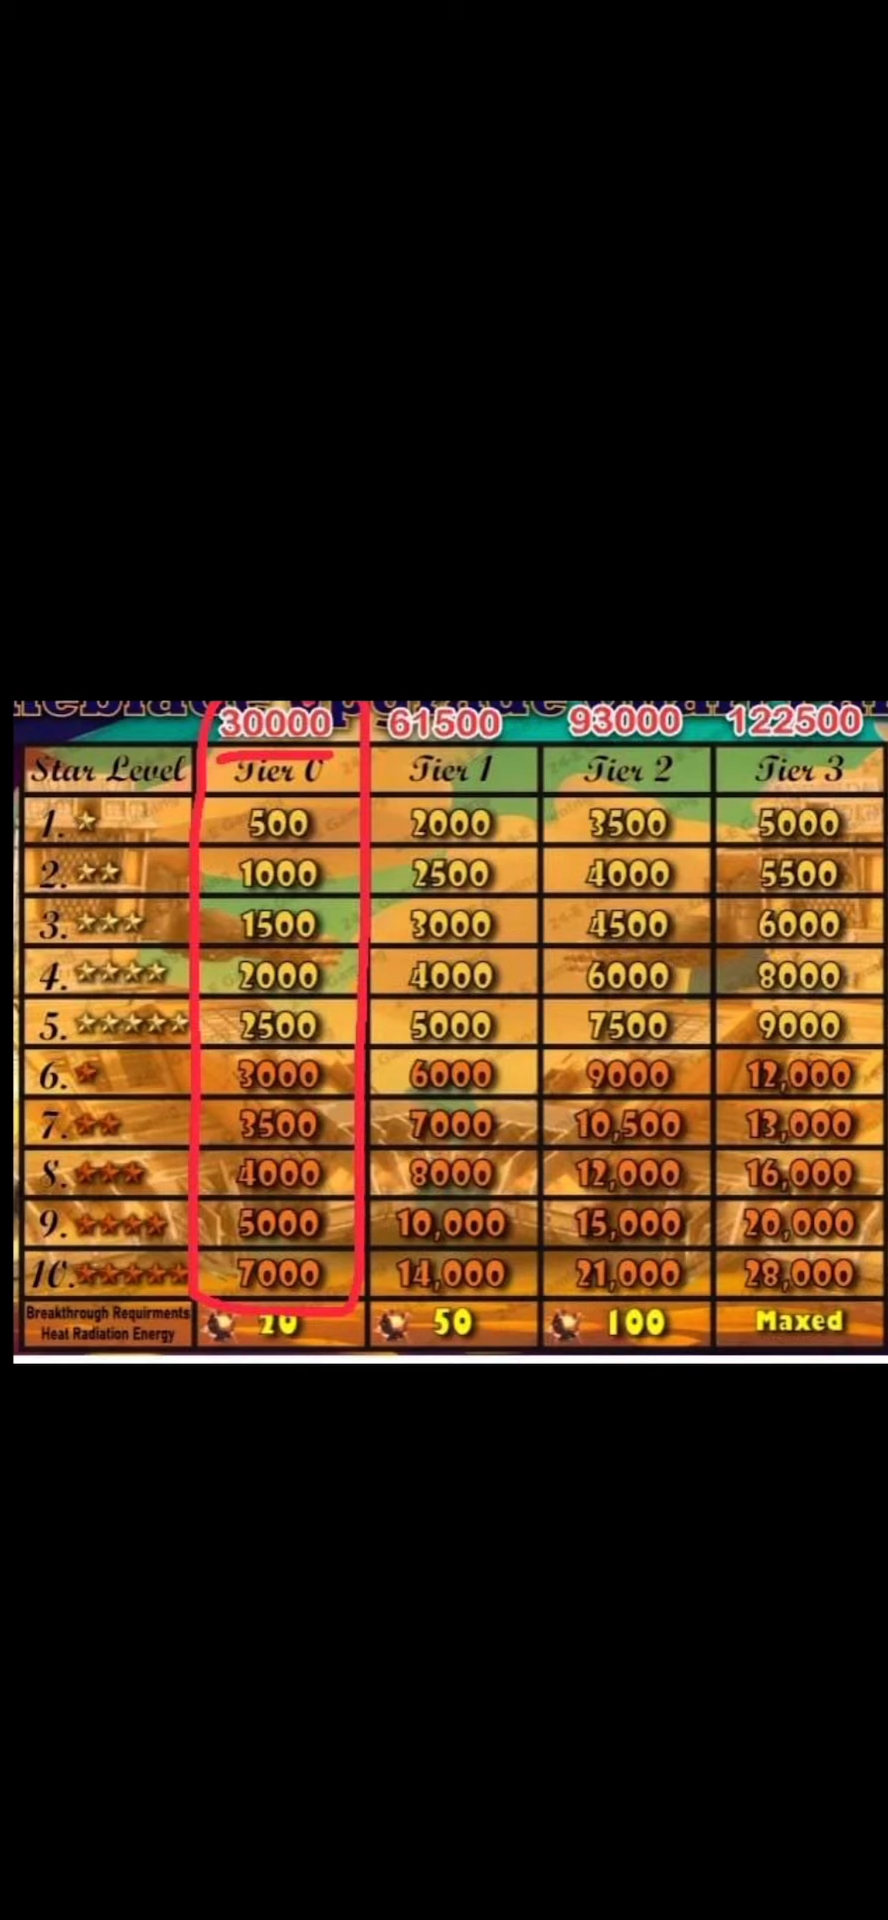 30000 61500 93000 122500
Star Level Tier 0 Tier 1 Tier 2 Tier 3
1. 500 2000 3500 5000
2. 1000 2500 4000 5500
3. 1500 3000 4500 6000
4. 2000 4000 6000 8000
5. 2500 5000 7500 9000
6. 3000 6000 9000 12,000
7. 3500 7000 10,500 13,000
8. 4000 8000 12,000 16,000
9. 5000 10,000 15,000 20,000
10. 7000 14,000 21,000 28,000
Breakthrough Requirments
Heat Radiation Energy 20 50 100 Maxed